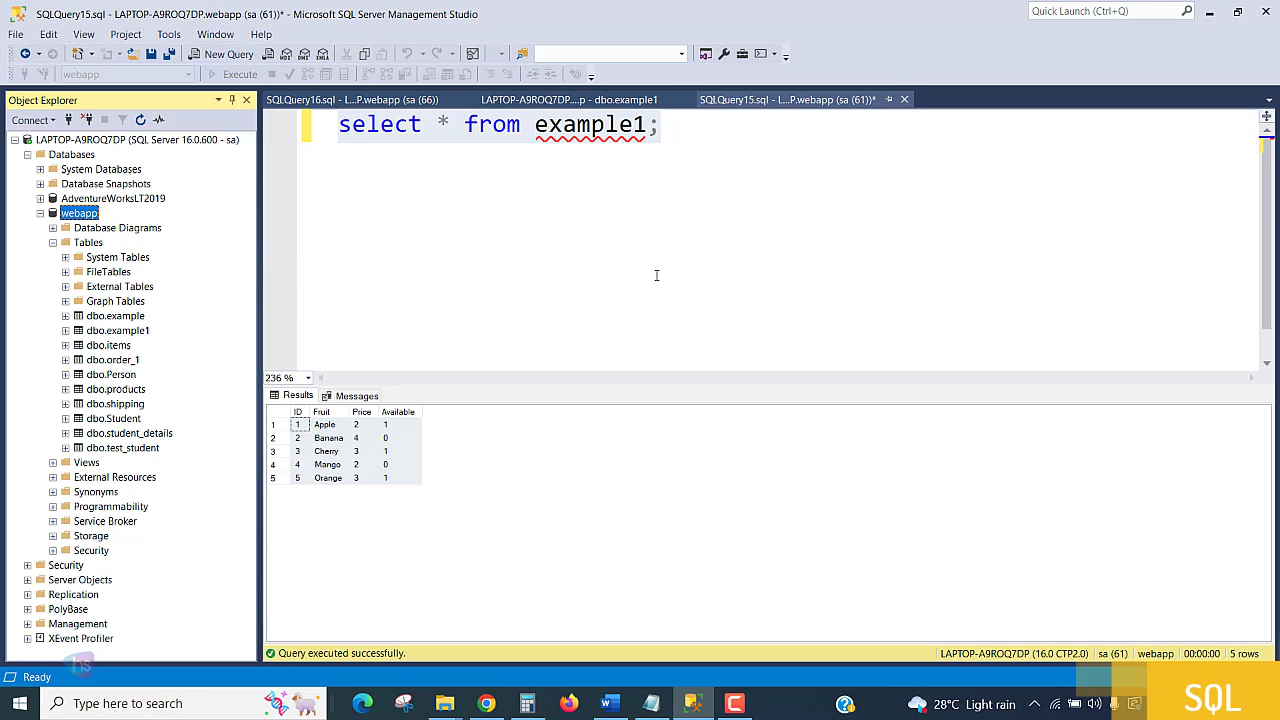 SQLQuery15.sql - LAPTOP-A9ROQ7DP.webapp (sa (61))* - Microsoft SQL Server Management Studio
Quick Launch (Ctrl+Q)
File Edit View Project Tools Window Help
New Query
MDX DMX XMLA DAX
webapp Execute
Object Explorer
SQLQuery16.sql - L...P.webapp (sa (66))
LAPTOP-A9ROQ7DP....p - dbo.example1
SQLQuery15.sql - L...P.webapp (sa (61))*
Connect
select * from example1;
LAPTOP-A9ROQ7DP (SQL Server 16.0.600 - sa)
Databases
System Databases
Database Snapshots
AdventureWorksLT2019
webapp
Database Diagrams
Tables
System Tables
FileTables
External Tables
Graph Tables
dbo.example
dbo.example1
dbo.items
dbo.order_1
dbo.Person
dbo.products
dbo.shipping
dbo.Student
dbo.student_details
dbo.test_student
Views
External Resources
Synonyms
Programmability
Service Broker
Storage
Security
Security
Server Objects
Replication
PolyBase
Management
XEvent Profiler
236 %
Results Messages
ID Fruit Price Available
1 1 Apple 2 1
2 2 Banana 4 0
3 3 Cherry 3 1
4 4 Mango 2 0
5 5 Orange 3 1
Query executed successfully.
LAPTOP-A9ROQ7DP (16.0 CTP2.0) sa (61) webapp 00:00:00 5 rows
hs
Ready
Type here to search
28°C Light rain
SQL